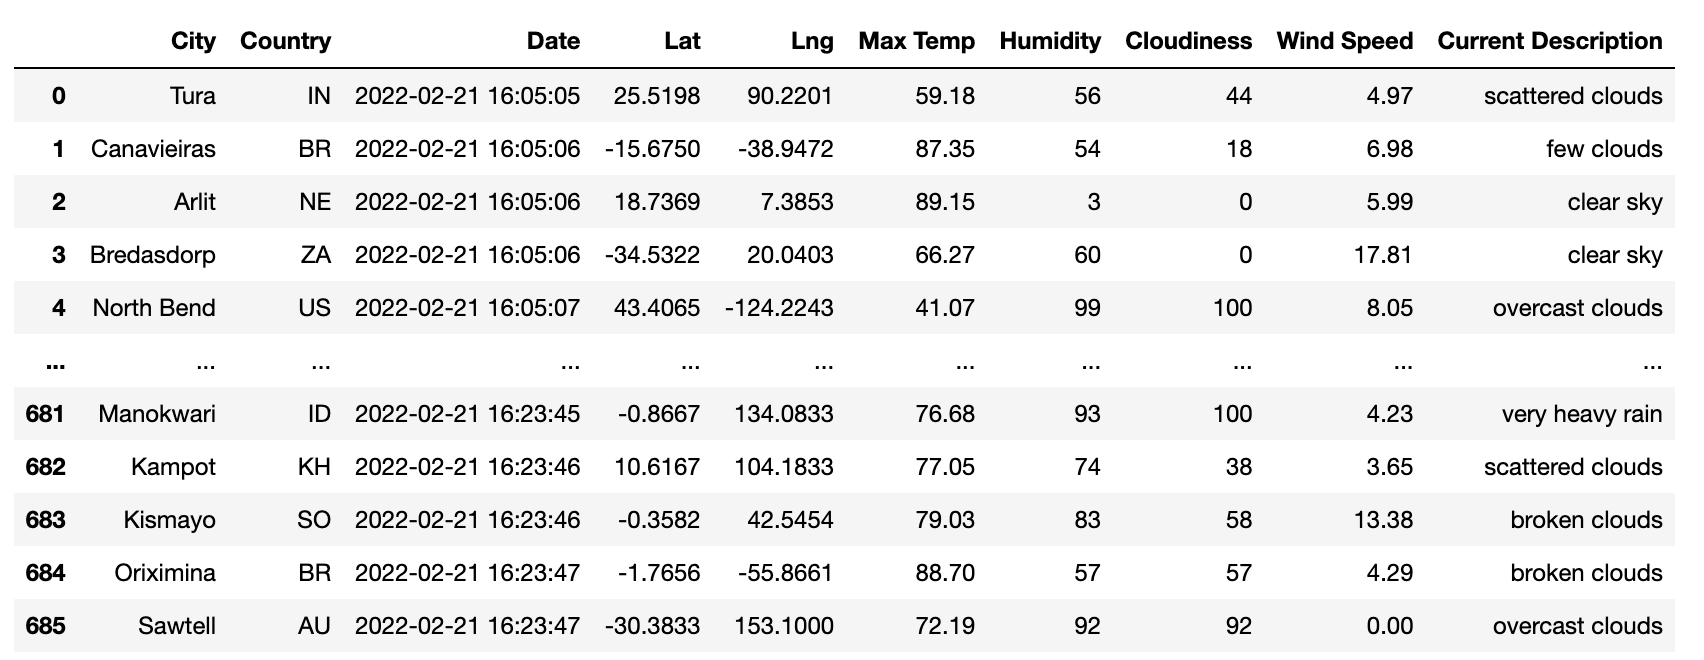 City Country Date Lat Lng Max Temp Humidity Cloudiness Wind Speed Current Description
0 Tura IN 2022-02-21 16:05:05 25.5198 90.2201 59.18 56 44 4.97 scattered clouds
1 Canavieiras BR 2022-02-21 16:05:06 -15.6750 -38.9472 87.35 54 18 6.98 few clouds
2 Arlit NE 2022-02-21 16:05:06 18.7369 7.3853 89.15 3 0 5.99 clear sky
3 Bredasdorp ZA 2022-02-21 16:05:06 -34.5322 20.0403 66.27 60 0 17.81 clear sky
4 North Bend US 2022-02-21 16:05:07 43.4065 -124.2243 41.07 99 100 8.05 overcast clouds
... ... ... ... ... ... ... ... ... ... ...
681 Manokwari ID 2022-02-21 16:23:45 -0.8667 134.0833 76.68 93 100 4.23 very heavy rain
682 Kampot KH 2022-02-21 16:23:46 10.6167 104.1833 77.05 74 38 3.65 scattered clouds
683 Kismayo SO 2022-02-21 16:23:46 -0.3582 42.5454 79.03 83 58 13.38 broken clouds
684 Oriximina BR 2022-02-21 16:23:47 -1.7656 -55.8661 88.70 57 57 4.29 broken clouds
685 Sawtell AU 2022-02-21 16:23:47 -30.3833 153.1000 72.19 92 92 0.00 overcast clouds